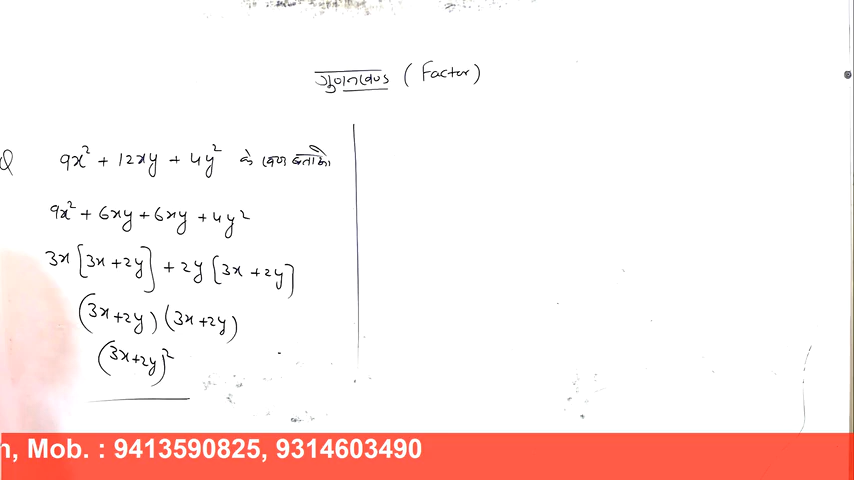 गुणनखण्ड (Factor)
Q 9x² + 12xy + 4y² के खण्ड बताओ
9x² + 6xy + 6xy + 4y²
3x [3x + 2y] + 2y [3x + 2y]
(3x + 2y) (3x + 2y)
(3x + 2y)²
n, Mob. : 9413590825, 9314603490